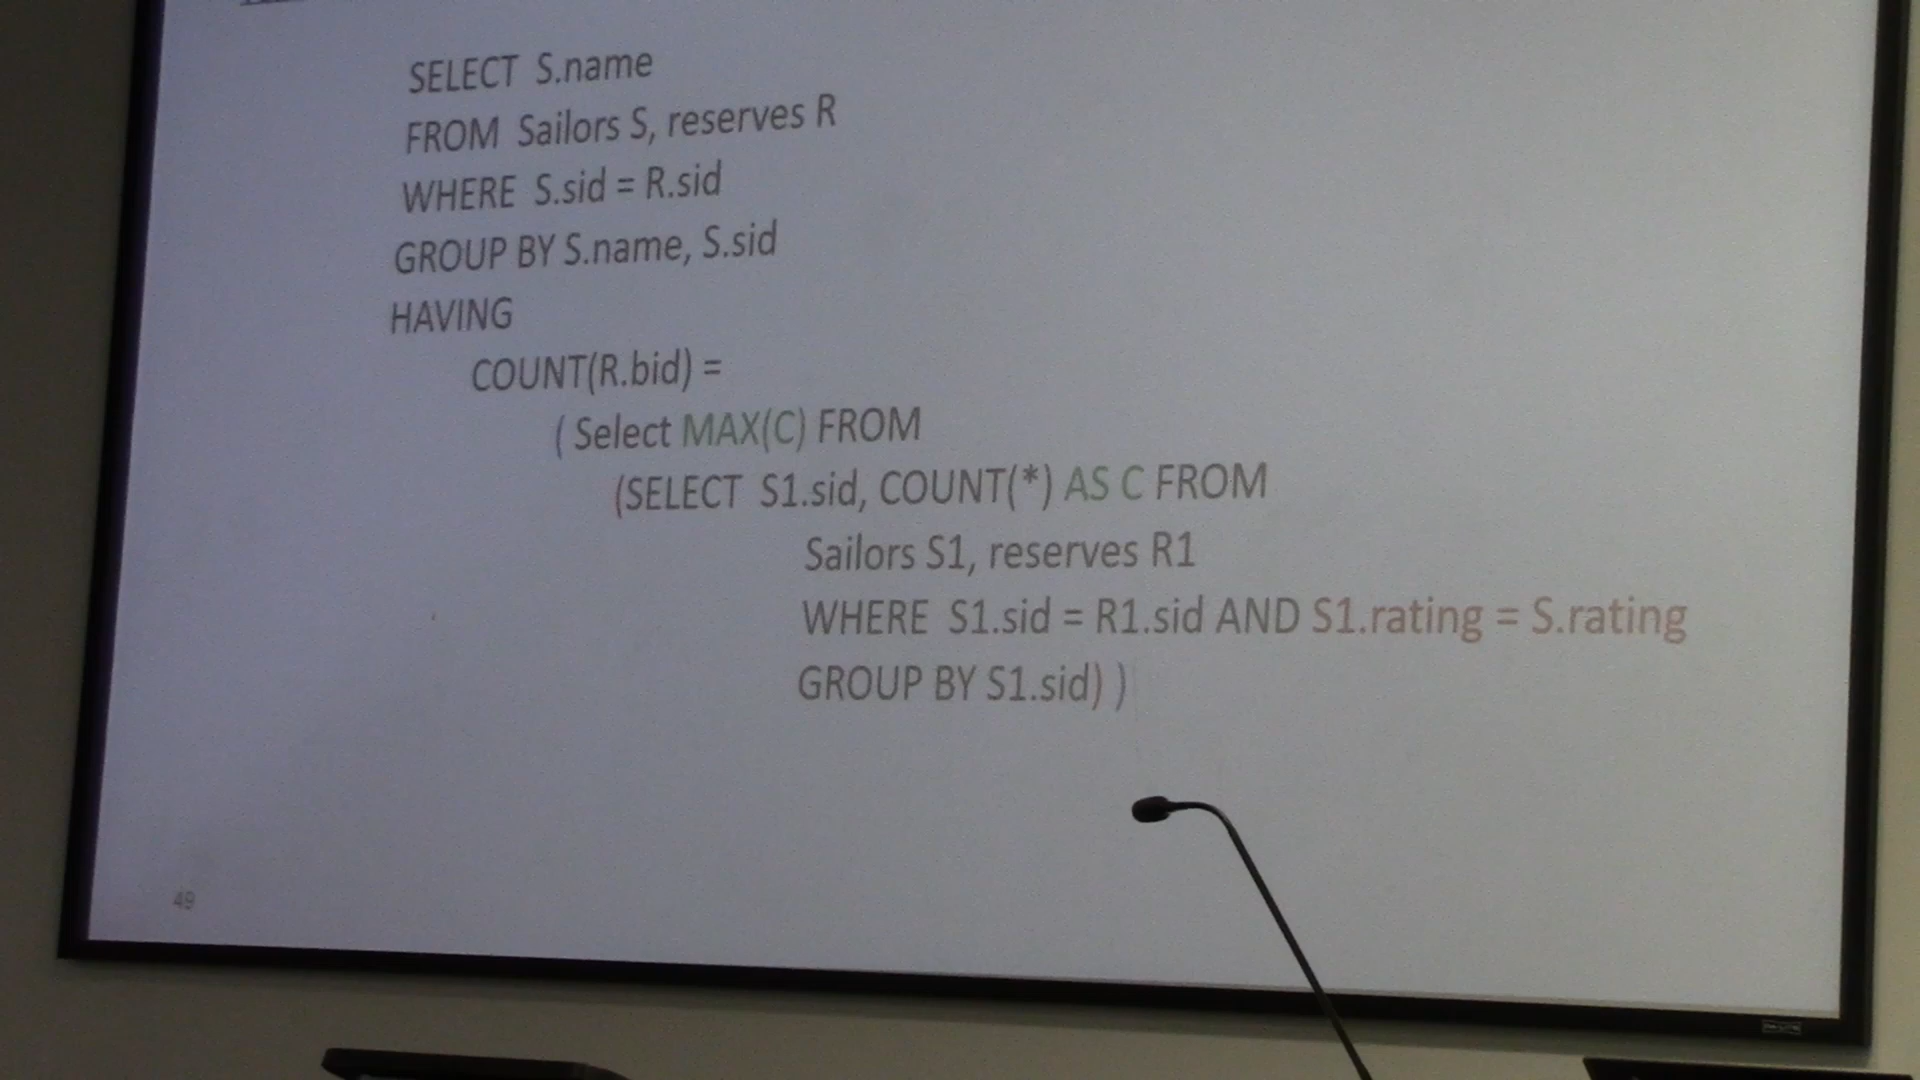 SELECT S.name
FROM Sailors S, reserves R
WHERE S.sid = R.sid
GROUP BY S.name, S.sid
HAVING
COUNT(R.bid) =
( Select MAX(C) FROM
(SELECT S1.sid, COUNT(*) AS C FROM
Sailors S1, reserves R1
WHERE S1.sid = R1.sid AND S1.rating = S.rating
GROUP BY S1.sid) )
49